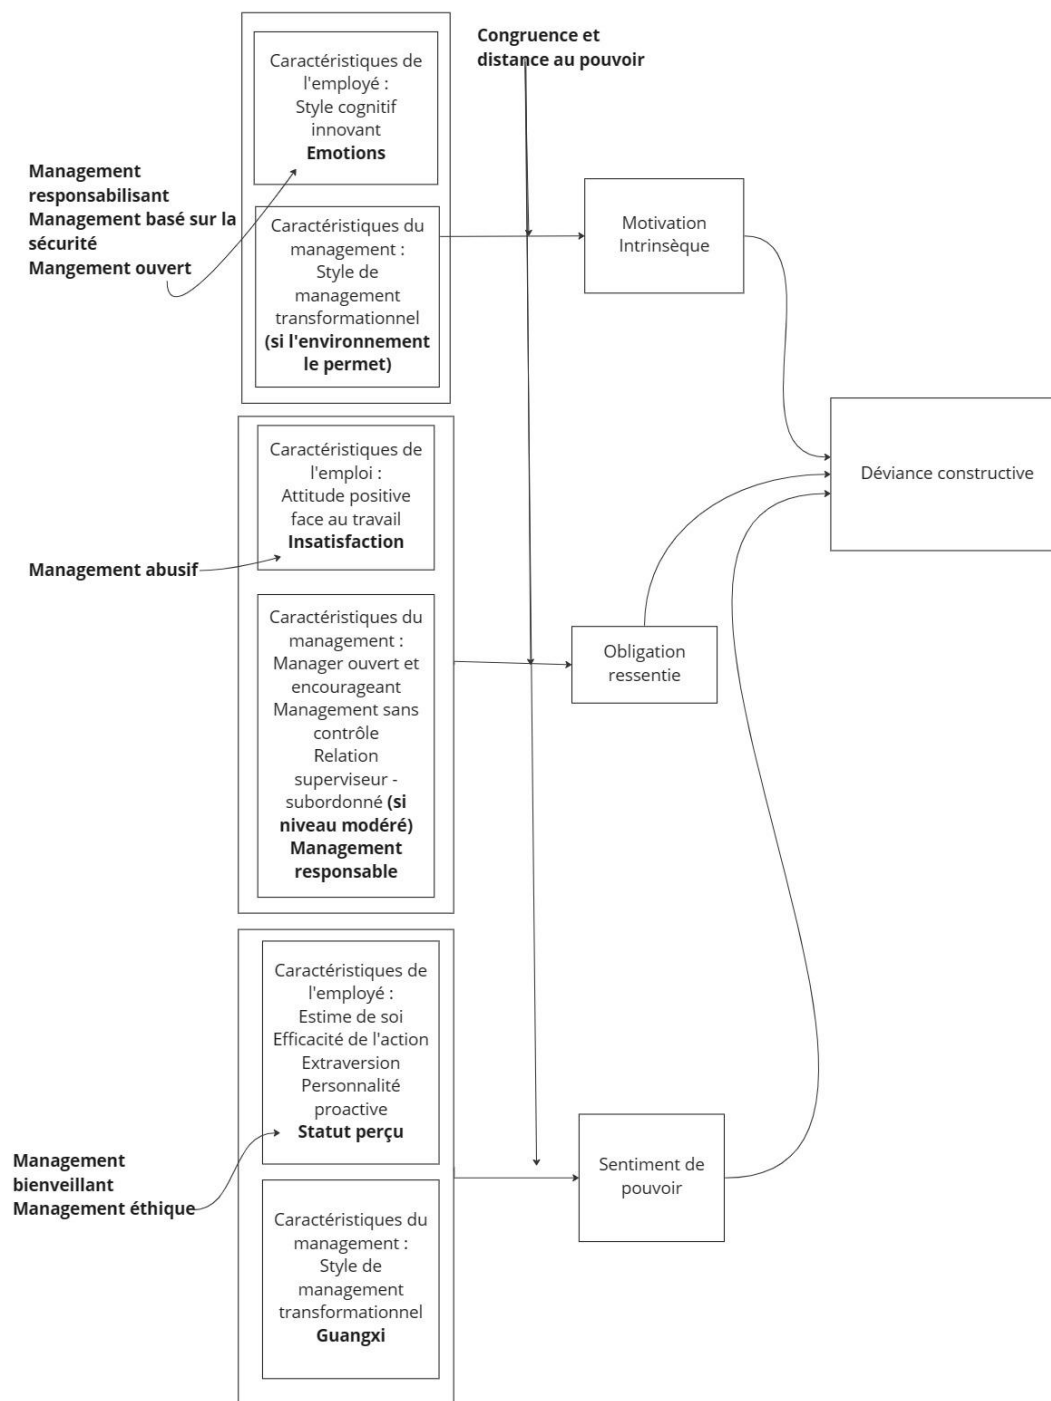 Congruence et
distance au pouvoir
Caractéristiques de
l'employé :
Style cognitif
innovant
Emotions
Management
responsabilisant
Management basé sur la
sécurité
Mangement ouvert
Caractéristiques du
management :
Style de
management
transformationnel
(si l'environnement
le permet)
Motivation
Intrinsèque
Caractéristiques de
l'emploi :
Attitude positive
face au travail
Insatisfaction
Management abusif
Déviance constructive
Caractéristiques du
management :
Manager ouvert et
encourageant
Management sans
contrôle
Relation
superviseur -
subordonné (si
niveau modéré)
Management
responsable
Obligation
ressentie
Caractéristiques de
l'employé :
Estime de soi
Efficacité de l'action
Extraversion
Personnalité
proactive
Statut perçu
Management
bienveillant
Management éthique
Sentiment de
pouvoir
Caractéristiques du
management :
Style de
management
transformationnel
Guangxi